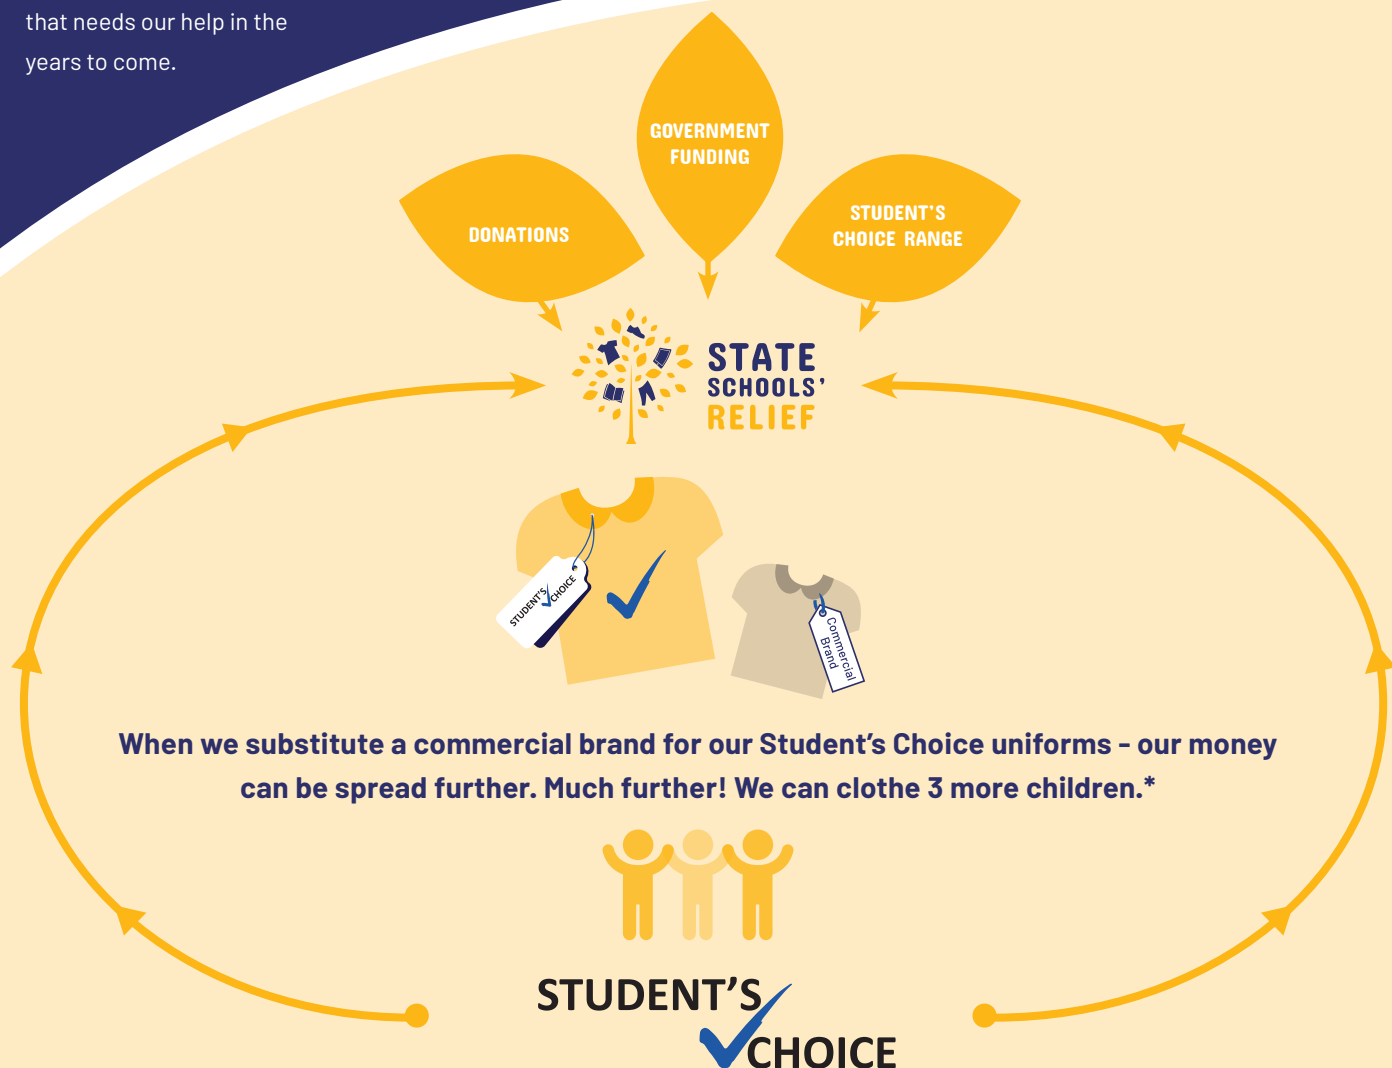 that needs our help in the
years to come.
GOVERNMENT
FUNDING
DONATIONS
STUDENT'S
CHOICE RANGE
STATE
SCHOOLS'
RELIEF
STUDENT'S
CHOICE
Commercial
Brand
When we substitute a commercial brand for our Student’s Choice uniforms - our money
can be spread further. Much further! We can clothe 3 more children.*
STUDENT’S
CHOICE